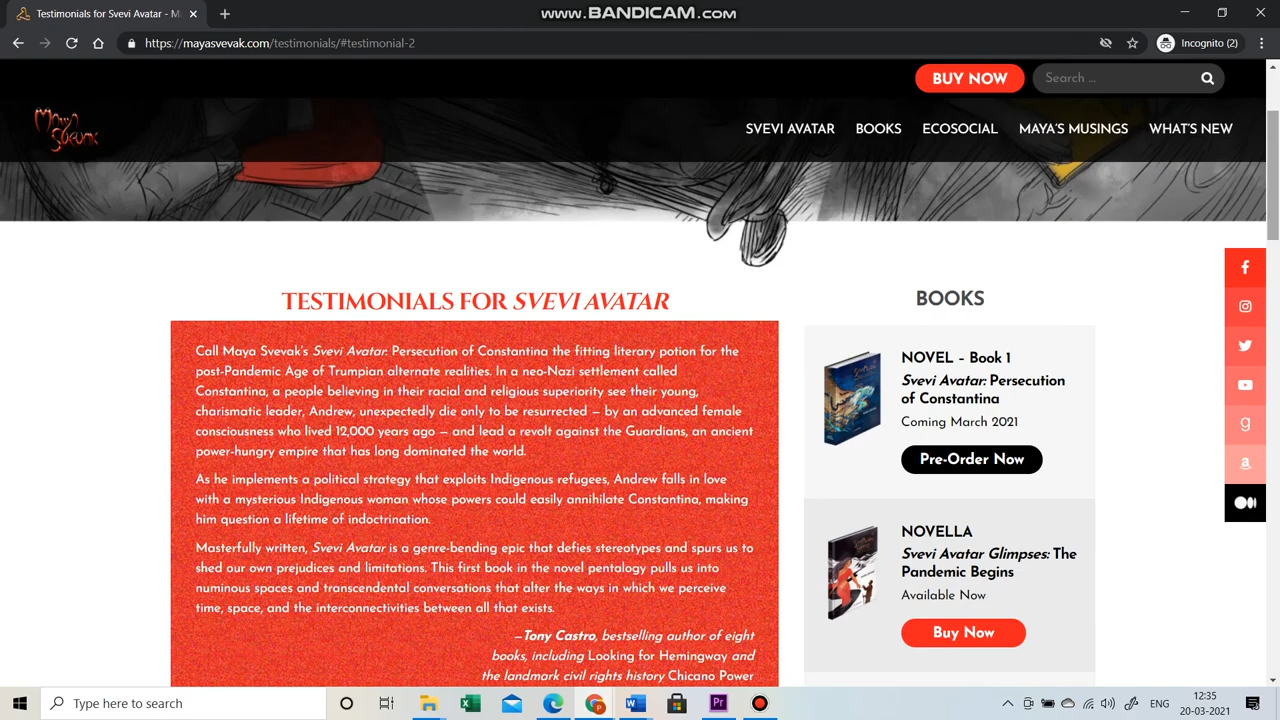 Testimonials for Svevi Avatar - M
www.BANDICAM.com
https://mayasvevak.com/testimonials/#testimonial-2
Incognito (2)
BUY NOW
Search ...
Maya
Svevak
SVEVI AVATAR
BOOKS
ECOSOCIAL
MAYA'S MUSINGS
WHAT'S NEW
TESTIMONIALS FOR SVEVI AVATAR
Call Maya Svevak's Svevi Avatar: Persecution of Constantina the fitting literary potion for the
post-Pandemic Age of Trumpian alternate realities. In a neo-Nazi settlement called
Constantina, a people believing in their racial and religious superiority see their young,
charismatic leader, Andrew, unexpectedly die only to be resurrected – by an advanced female
consciousness who lived 12,000 years ago – and lead a revolt against the Guardians, an ancient
power-hungry empire that has long dominated the world.
As he implements a political strategy that exploits Indigenous refugees, Andrew falls in love
with a mysterious Indigenous woman whose powers could easily annihilate Constantina, making
him question a lifetime of indoctrination.
Masterfully written, Svevi Avatar is a genre-bending epic that defies stereotypes and spurs us to
shed our own prejudices and limitations. This first book in the novel pentalogy pulls us into
numinous spaces and transcendental conversations that alter the ways in which we perceive
time, space, and the interconnectivities between all that exists.
–Tony Castro, bestselling author of eight
books, including Looking for Hemingway and
the landmark civil rights history Chicano Power
BOOKS
NOVEL – Book 1
Svevi Avatar: Persecution
of Constantina
Coming March 2021
Pre-Order Now
NOVELLA
Svevi Avatar Glimpses: The
Pandemic Begins
Available Now
Buy Now
Type here to search
ENG
12:35
20-03-2021